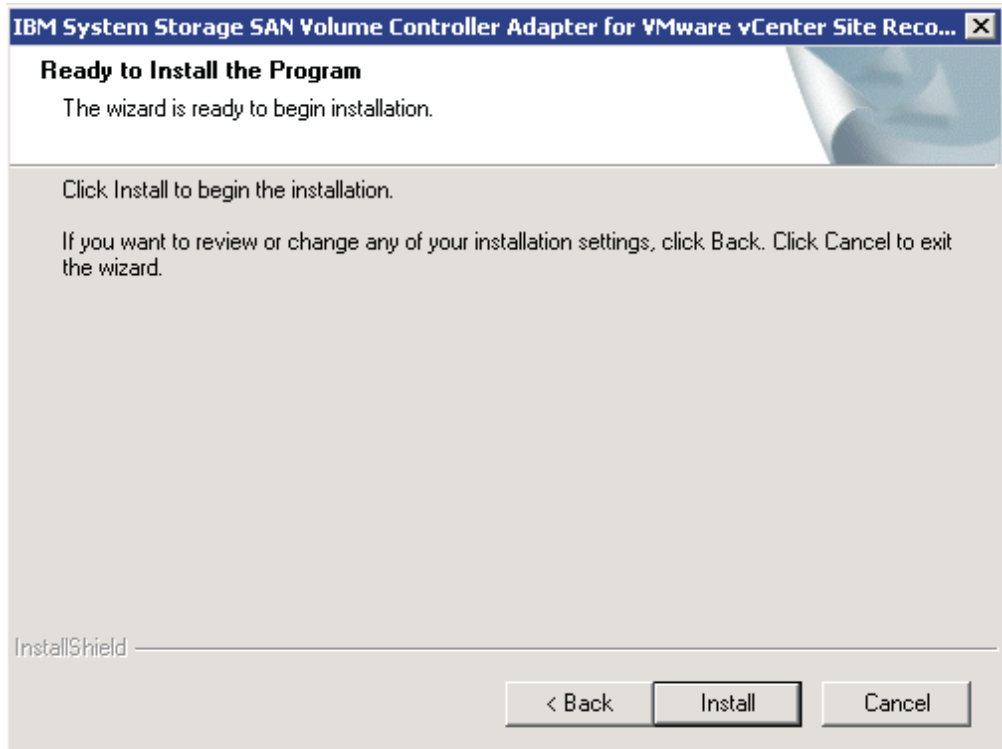 IBM System Storage SAN Volume Controller Adapter for VMware vCenter Site Reco...
Ready to Install the Program
The wizard is ready to begin installation.
Click Install to begin the installation.
If you want to review or change any of your installation settings, click Back. Click Cancel to exit
the wizard.
InstallShield
< Back
Install
Cancel